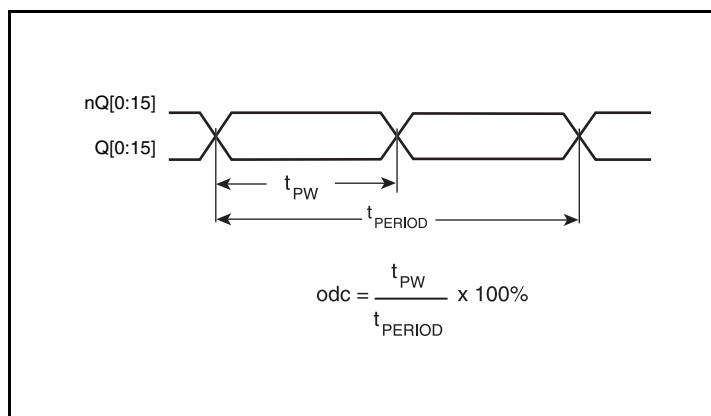 nQ[0:15]
Q[0:15]
tPW
tPERIOD
odc = tPW / tPERIOD x 100%